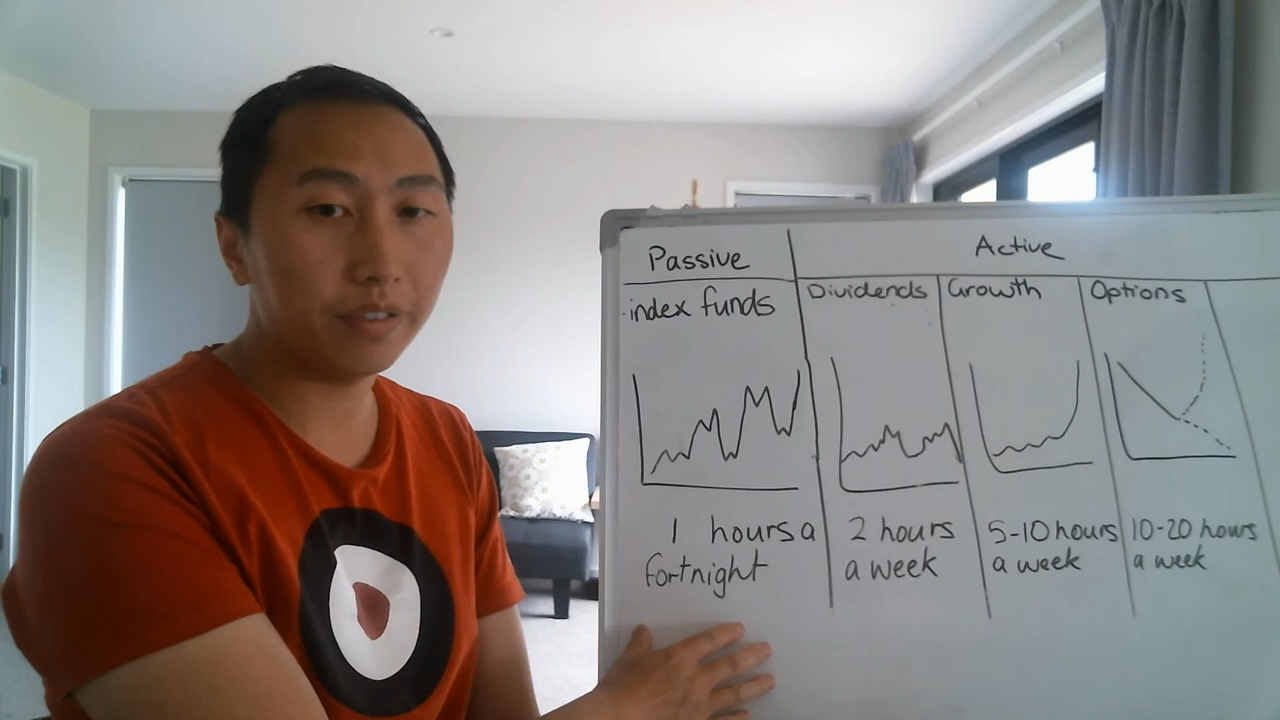 Passive
Active
index funds
Dividends
Growth
Options
1 hours a
fortnight
2 hours
a week
5-10 hours
a week
10-20 hours
a week